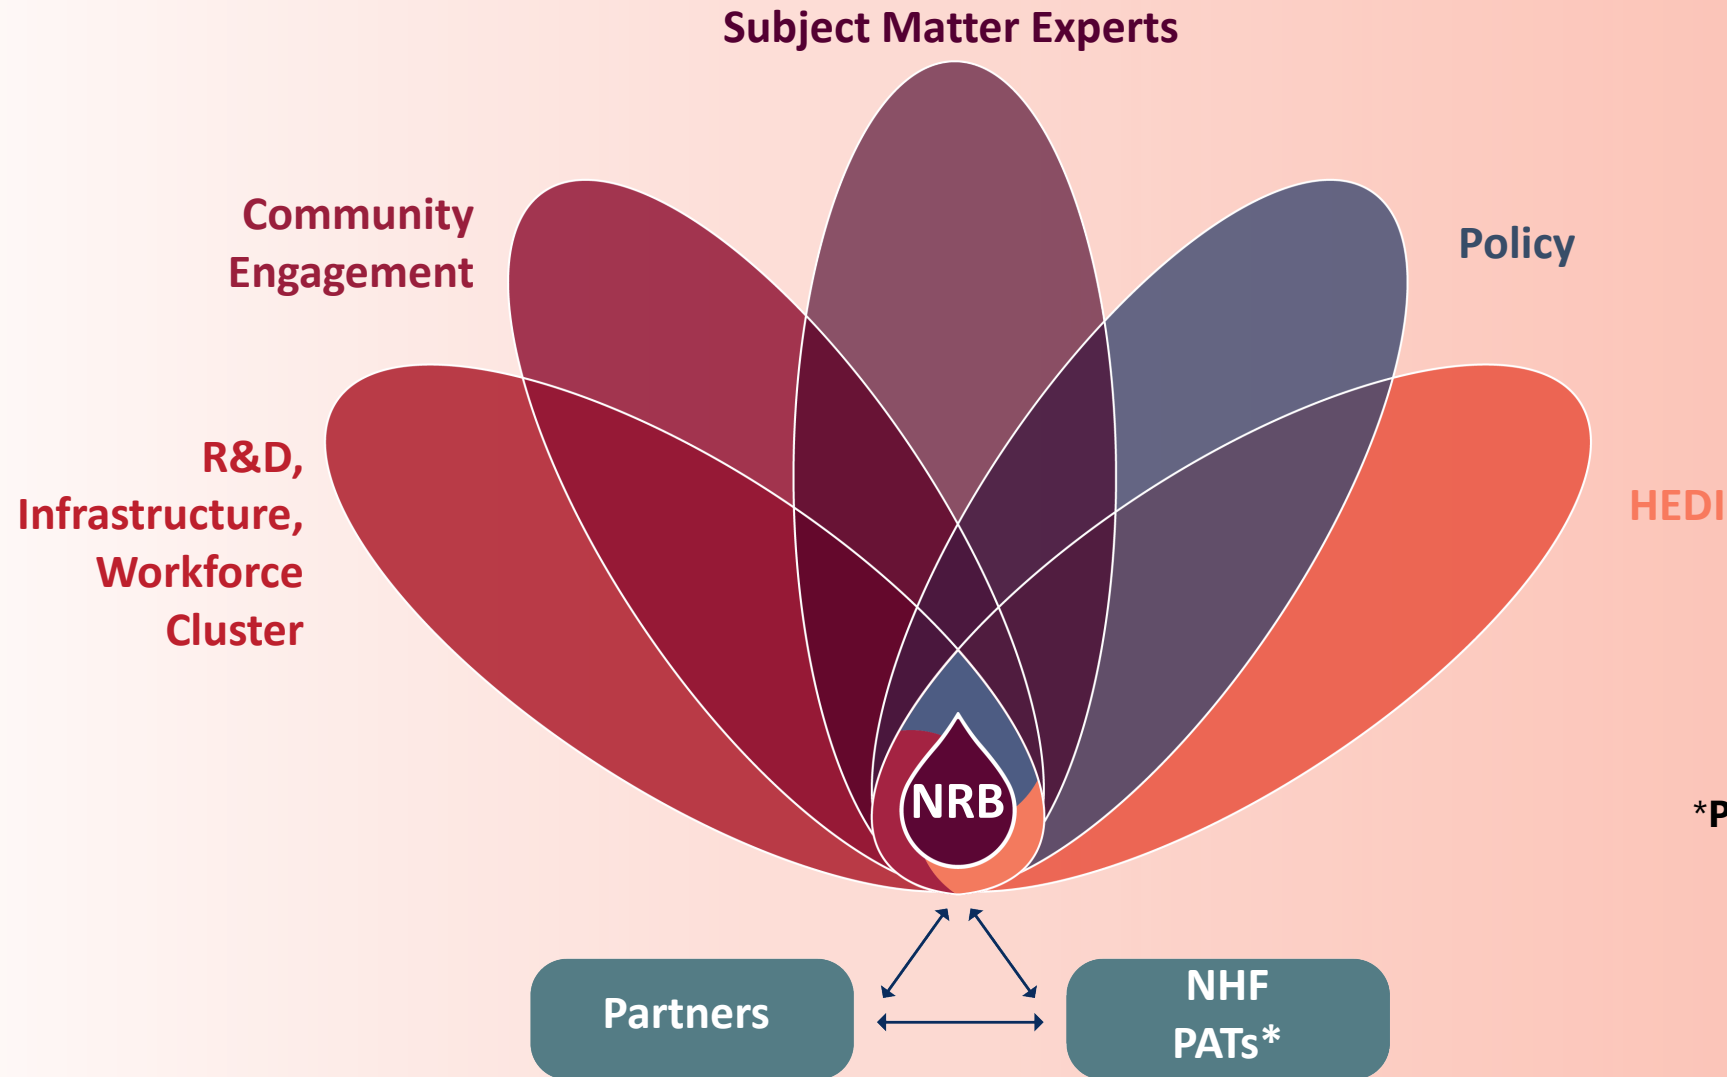 Subject Matter Experts
Community
Engagement
Policy
R&D,
Infrastructure,
Workforce
Cluster
HEDI
NRB
*P
Partners
NHF
PATs*